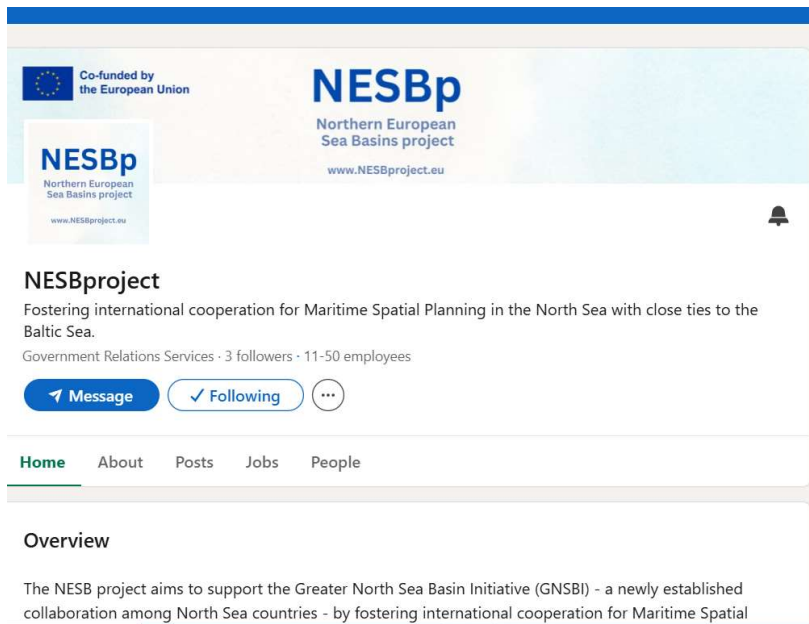 Co-funded by
the European Union
NESBp
Northern European
Sea Basins project
www.NESBproject.eu
NESBp
Northern European
Sea Basins project
www.NESBproject.eu
NESBproject
Fostering international cooperation for Maritime Spatial Planning in the North Sea with close ties to the
Baltic Sea.
Government Relations Services · 3 followers · 11-50 employees
Message
Following
Home About Posts Jobs People
Overview
The NESB project aims to support the Greater North Sea Basin Initiative (GNSBI) - a newly established
collaboration among North Sea countries - by fostering international cooperation for Maritime Spatial